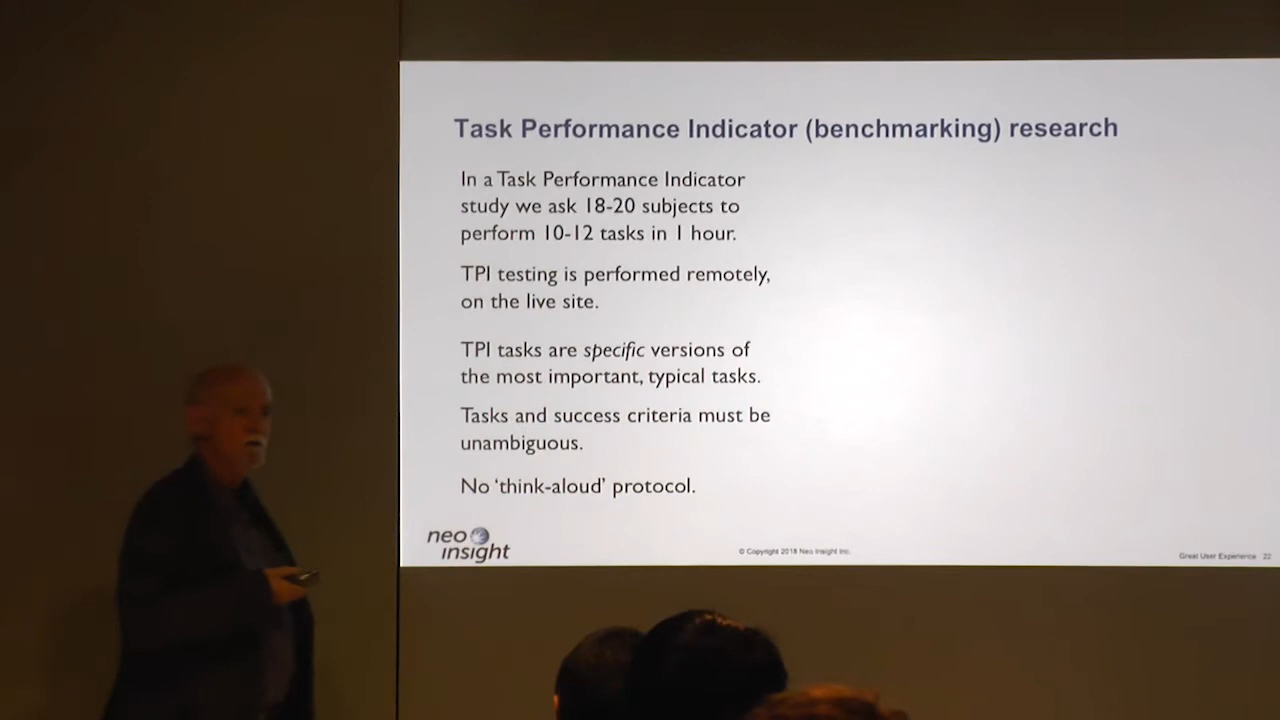 Task Performance Indicator (benchmarking) research
In a Task Performance Indicator
study we ask 18-20 subjects to
perform 10-12 tasks in 1 hour.
TPI testing is performed remotely,
on the live site.
TPI tasks are specific versions of
the most important, typical tasks.
Tasks and success criteria must be
unambiguous.
No ‘think-aloud’ protocol.
neo
insight
© Copyright 2018 Neo Insight Inc.
Great User Experience 22